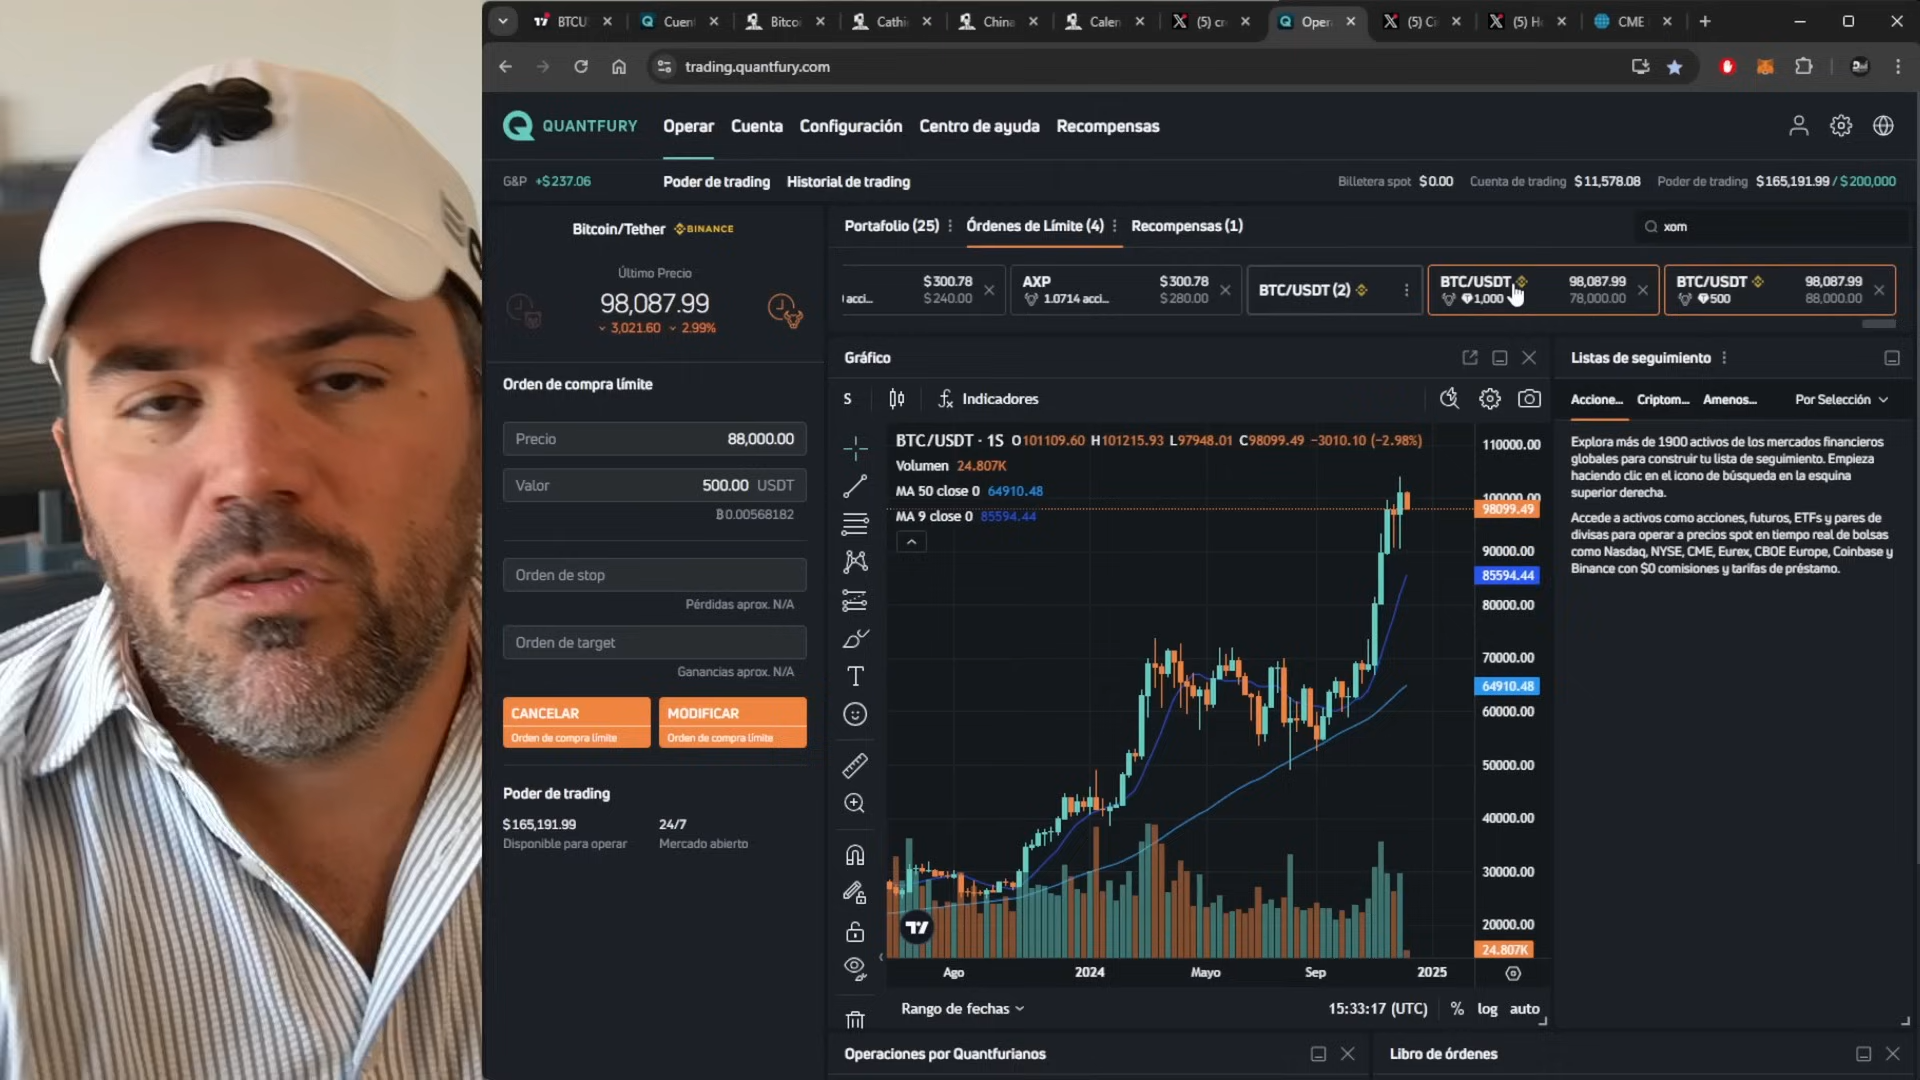 BTCU
Cuent
Bitcoi
Cathi
China
Calen
(5) cr
Oper
(5) Ci
(5) H
CME
trading.quantfury.com
QUANTFURY
Operar
Cuenta
Configuración
Centro de ayuda
Recompensas
G&P +$237.06
Poder de trading
Historial de trading
Billetera spot $0.00
Cuenta de trading $11,578.08
Poder de trading $165,191.99 / $200,000
Bitcoin/Tether BINANCE
Último Precio
98,087.99
3,021.60 2.99%
Orden de compra límite
Precio 88,000.00
Valor 500.00 USDT
฿0.00568182
Orden de stop
Pérdidas aprox. N/A
Orden de target
Ganancias aprox. N/A
CANCELAR
Orden de compra límite
MODIFICAR
Orden de compra límite
Poder de trading
$165,191.99
Disponible para operar
24/7
Mercado abierto
Portafolio (25)
Órdenes de Límite (4)
Recompensas (1)
xom
$300.78
acci... $240.00
AXP $300.78
1.0714 acci... $280.00
BTC/USDT (2)
BTC/USDT 98,087.99
1,000 78,000.00
BTC/USDT 98,087.99
500 88,000.00
Gráfico
S
Indicadores
BTC/USDT · 1S O101109.60 H101215.93 L97948.01 C98099.49 −3010.10 (−2.98%)
Volumen 24.807K
MA 50 close 0 64910.48
MA 9 close 0 85594.44
110000.00
100000.00
98099.49
90000.00
85594.44
80000.00
70000.00
64910.48
60000.00
50000.00
40000.00
30000.00
20000.00
24.807K
Ago
2024
Mayo
Sep
2025
Rango de fechas
15:33:17 (UTC)
%
log
auto
Listas de seguimiento
Accione...
Criptom...
Amenos...
Por Selección
Explora más de 1900 activos de los mercados financieros
globales para construir tu lista de seguimiento. Empieza
haciendo clic en el icono de búsqueda en la esquina
superior derecha.
Accede a activos como acciones, futuros, ETFs y pares de
divisas para operar a precios spot en tiempo real de bolsas
como Nasdaq, NYSE, CME, Eurex, CBOE Europe, Coinbase y
Binance con $0 comisiones y tarifas de préstamo.
Operaciones por Quantfurianos
Libro de órdenes